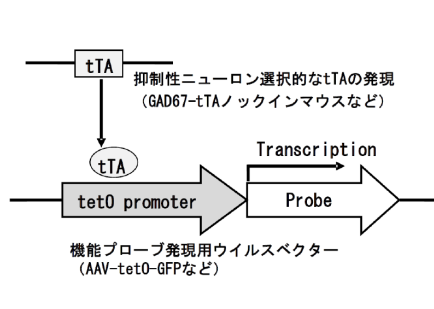 tTA
抑制性ニューロン選択的なtTAの発現
（GAD67-tTAノックインマウスなど）
tTA
Transcription
tetO promoter
Probe
機能プローブ発現用ウイルスベクター
（AAV-tetO-GFPなど）